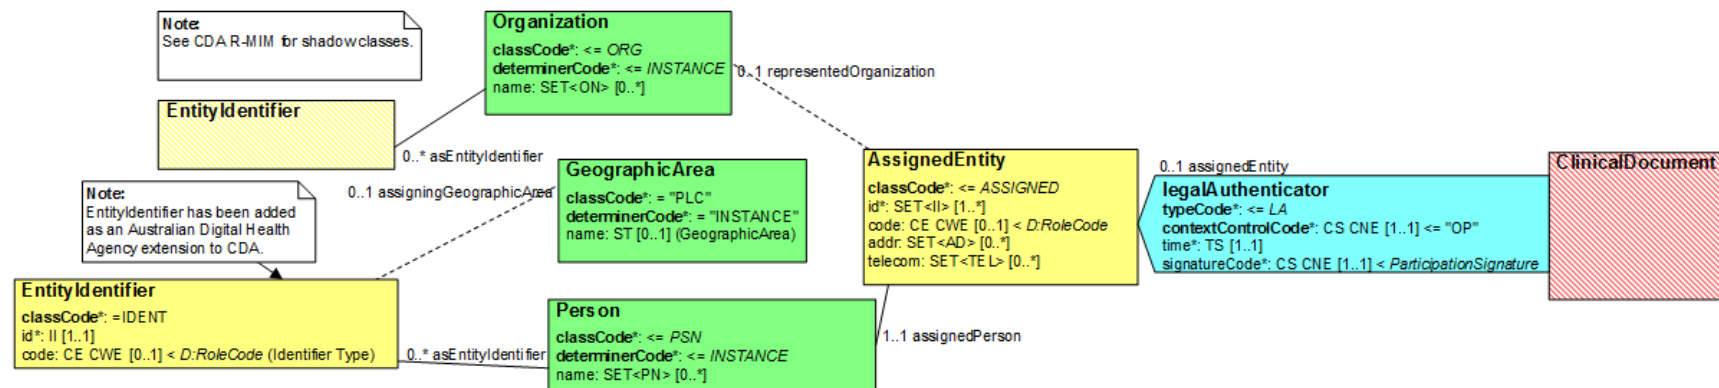 Note:
See CDA R-MIM for shadow classes.
Organization
classCode*: <= ORG
determinerCode*: <= INSTANCE
name: SET<ON> [0..*]
0..1 representedOrganization
EntityIdentifier
0..* asEntityIdentifier
GeographicArea
classCode*: = "PLC"
determinerCode*: = "INSTANCE"
name: ST [0..1] (GeographicArea)
0..1 assigningGeographicArea
Note:
EntityIdentifier has been added
as an Australian Digital Health
Agency extension to CDA.
AssignedEntity
classCode*: <= ASSIGNED
id*: SET<II> [1..*]
code: CE CWE [0..1] < D:RoleCode
addr: SET<AD> [0..*]
telecom: SET<TEL> [0..*]
0..1 assignedEntity
legalAuthenticator
typeCode*: <= LA
contextControlCode*: CS CNE [1..1] <= "OP"
time*: TS [1..1]
signatureCode*: CS CNE [1..1] < ParticipationSignature
ClinicalDocument
EntityIdentifier
classCode*: =IDENT
id*: II [1..1]
code: CE CWE [0..1] < D:RoleCode (Identifier Type)
0..* asEntityIdentifier
Person
classCode*: <= PSN
determinerCode*: <= INSTANCE
name: SET<PN> [0..*]
1..1 assignedPerson